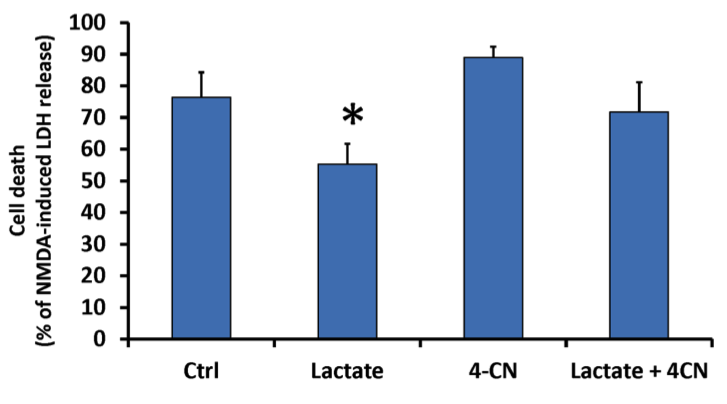 Cell death
(% of NMDA-induced LDH release)
100
90
80
70
60
50
40
30
20
10
0
*
Ctrl
Lactate
4-CN
Lactate + 4CN